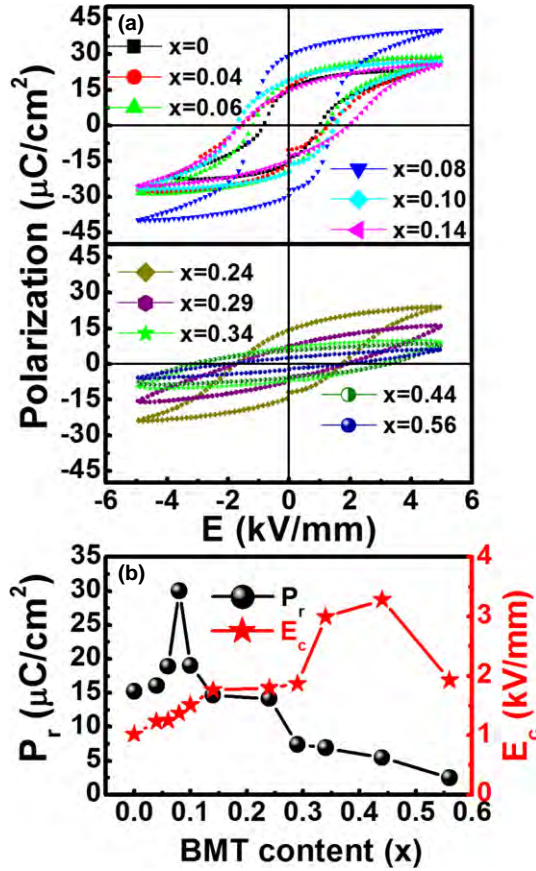 (a)
45
30
15
0
-15
-30
-45
x=0
x=0.04
x=0.06
x=0.08
x=0.10
x=0.14
Polarization (μC/cm²)
45
30
15
0
-15
-30
-45
x=0.24
x=0.29
x=0.34
x=0.44
x=0.56
-6 -4 -2 0 2 4 6
E (kV/mm)
(b)
35
30
25
20
15
10
5
0
Pᵣ (μC/cm²)
Pᵣ
E꜀
4
3
2
1
0
E꜀ (kV/mm)
0.0 0.1 0.2 0.3 0.4 0.5 0.6
BMT content (x)